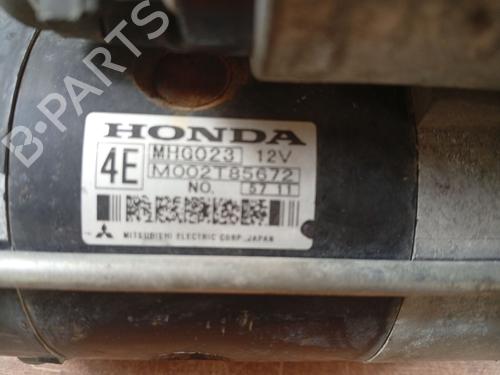 B-PARTS
HONDA
4E
MHG023 12V
M002T85672
NO. 57 11
MITSUBISHI ELECTRIC CORP. JAPAN